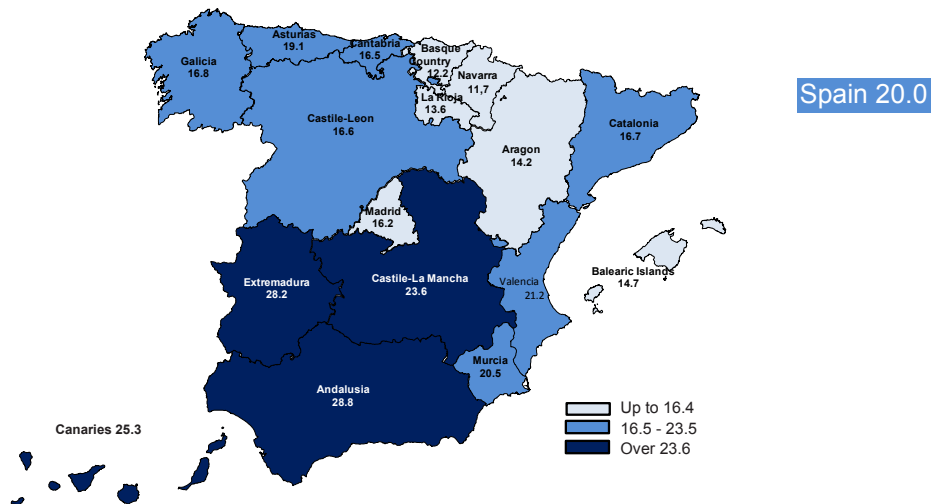 Asturias
19.1
Cantabria
16.5
Galicia
16.8
Basque
Country
12.2
Navarra
11,7
La Rioja
13.6
Spain 20.0
Castile-Leon
16.6
Catalonia
16.7
Aragon
14.2
Madrid
16.2
Extremadura
28.2
Castile-La Mancha
23.6
Valencia
21.2
Balearic Islands
14.7
Murcia
20.5
Andalusia
28.8
Canaries 25.3
Up to 16.4
16.5 - 23.5
Over 23.6